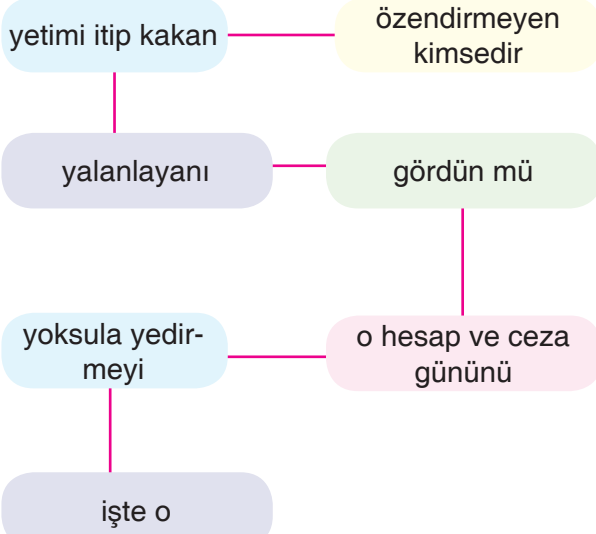 yetimi itip kakan
özendirmeyen
kimsedir
yalanlayanı
gördün mü
yoksula yedir-
meyi
o hesap ve ceza
gününü
işte o